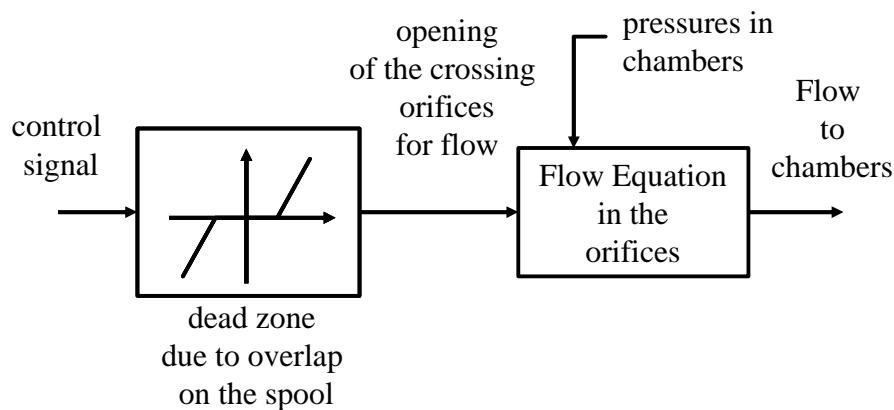 control
signal
dead zone
due to overlap
on the spool
opening
of the crossing
orifices
for flow
pressures in
chambers
Flow Equation
in the
orifices
Flow
to
chambers